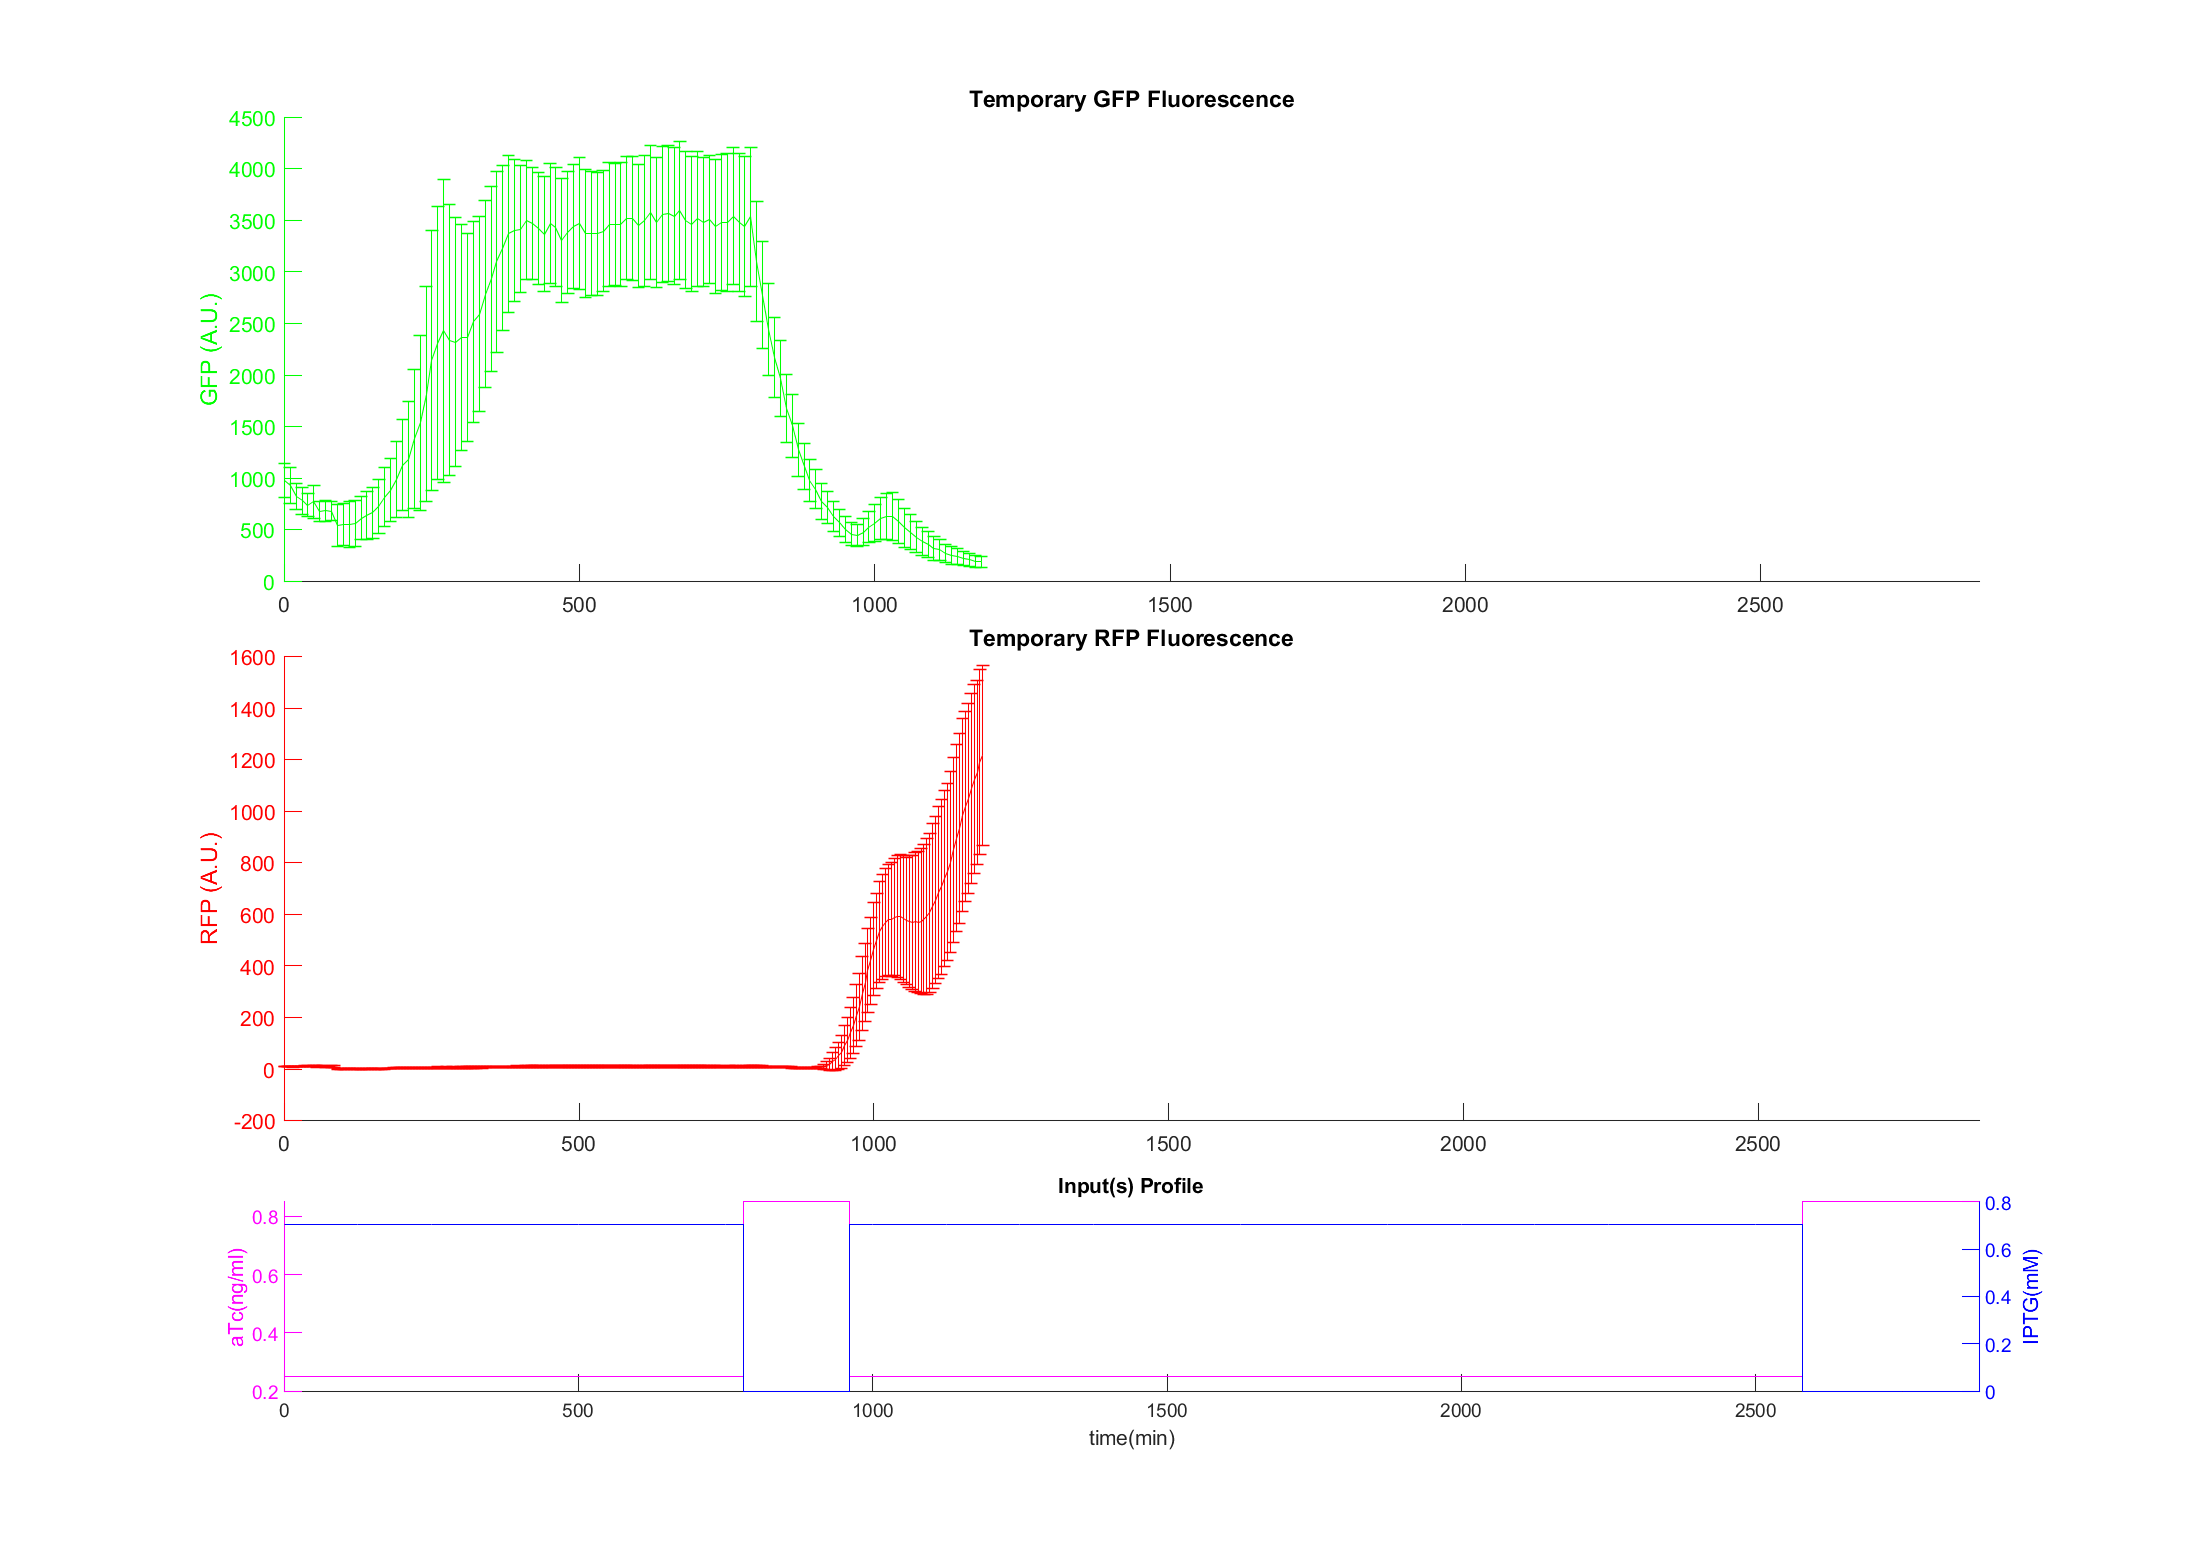 Temporary GFP Fluorescence
4500
4000
3500
3000
2500
2000
1500
1000
500
0
GFP (A.U.)
0 500 1000 1500 2000 2500
Temporary RFP Fluorescence
1600
1400
1200
1000
800
600
400
200
0
-200
RFP (A.U.)
0 500 1000 1500 2000 2500
Input(s) Profile
0.8
0.6
0.4
0.2
aTc(ng/ml)
0.8
0.6
0.4
0.2
0
IPTG(mM)
0 500 1000 1500 2000 2500
time(min)